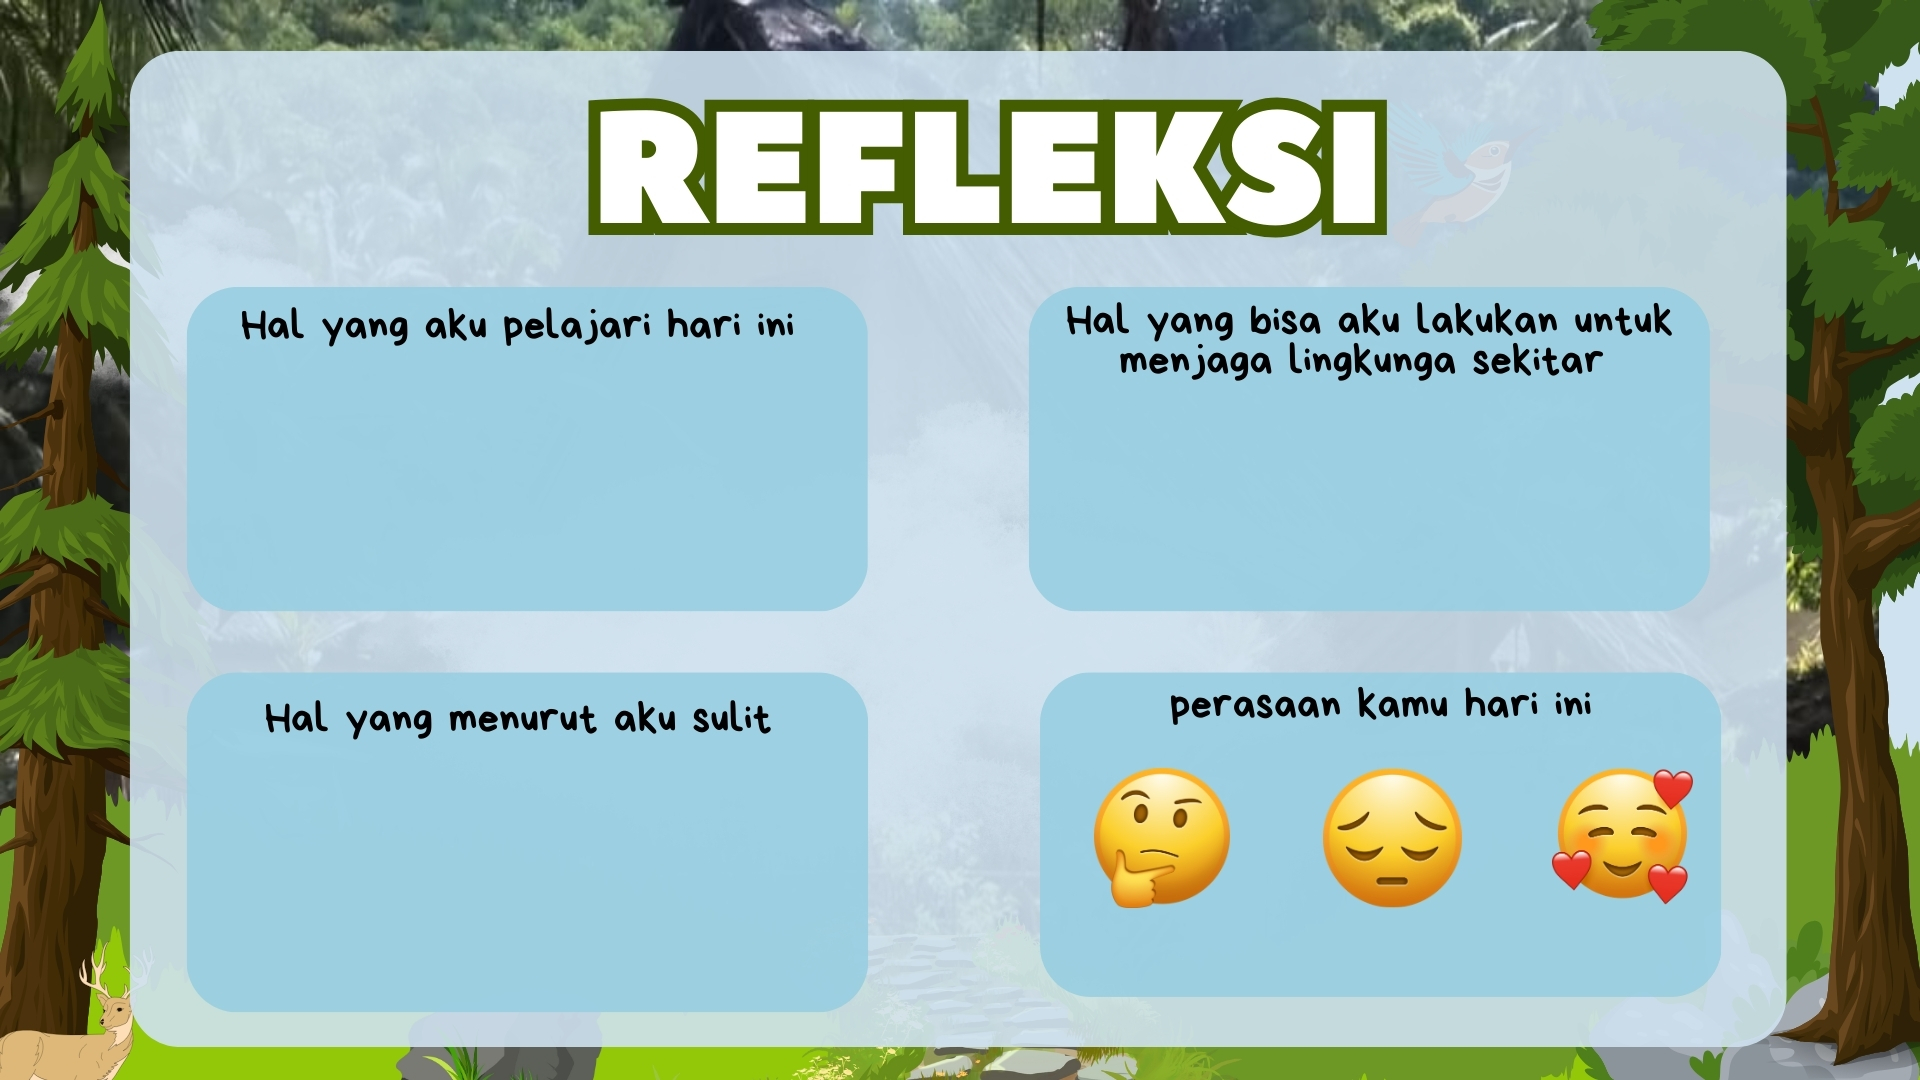 REFLEKSI
Hal yang aku pelajari hari ini
Hal yang bisa aku lakukan untuk
menjaga lingkunga sekitar
Hal yang menurut aku sulit
perasaan kamu hari ini